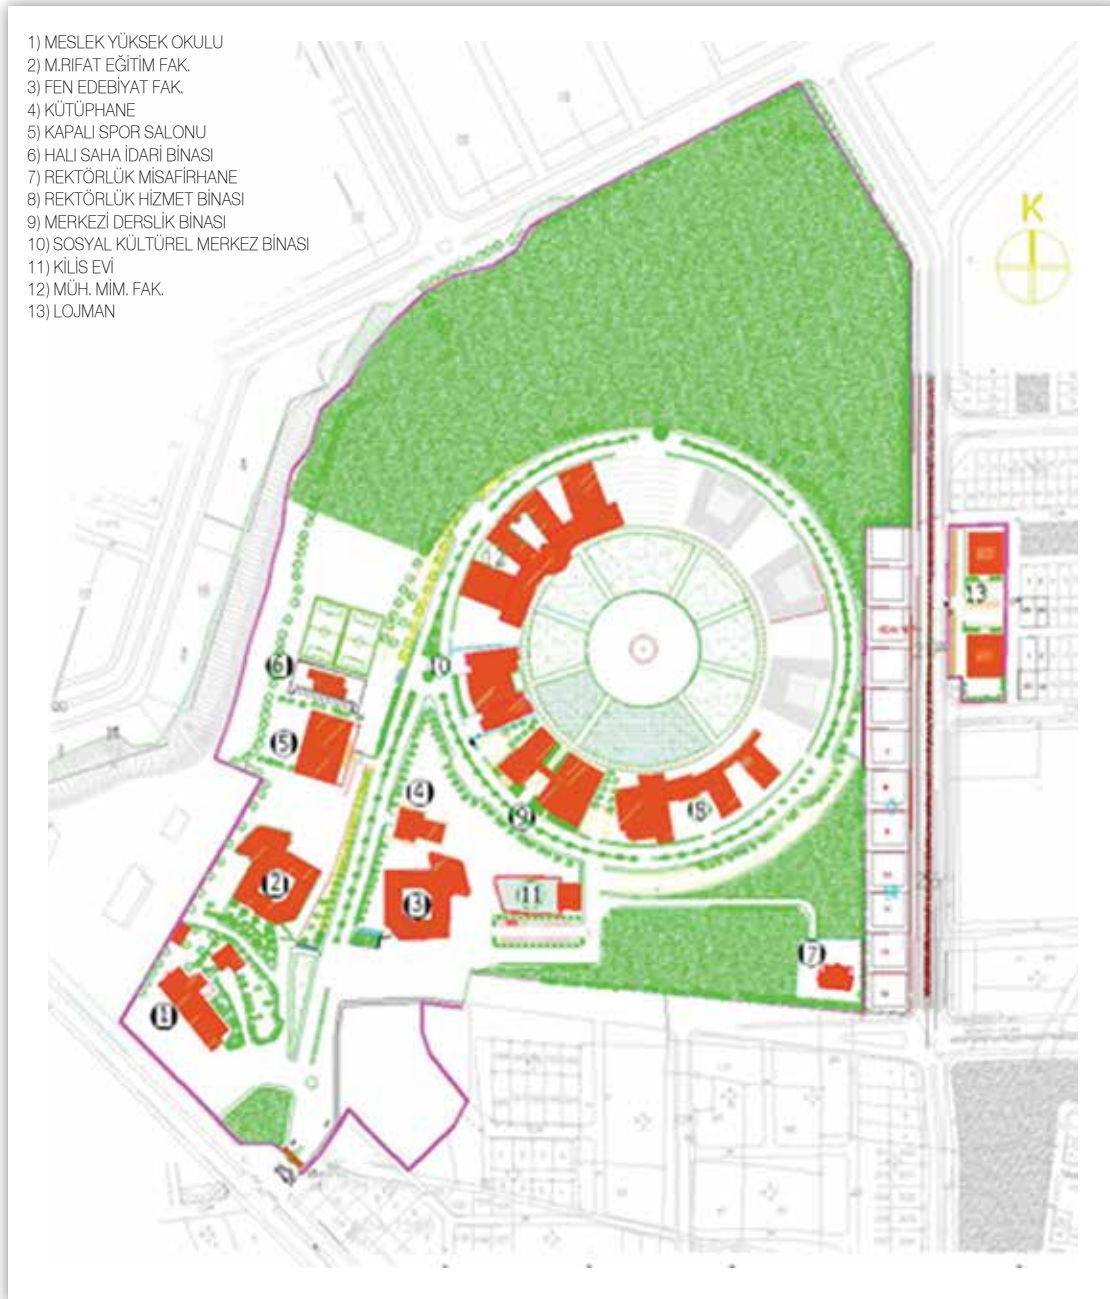 1) MESLEK YÜKSEK OKULU
2) M.RIFAT EĞİTİM FAK.
3) FEN EDEBİYAT FAK.
4) KÜTÜPHANE
5) KAPALI SPOR SALONU
6) HALI SAHA İDARİ BİNASI
7) REKTÖRLÜK MİSAFİRHANE
8) REKTÖRLÜK HİZMET BİNASI
9) MERKEZİ DERSLİK BİNASI
10) SOSYAL KÜLTÜREL MERKEZ BİNASI
11) KİLİS EVİ
12) MÜH. MİM. FAK.
13) LOJMAN
K
12
13
6
10
5
4
9
8
2
3
11
7
1